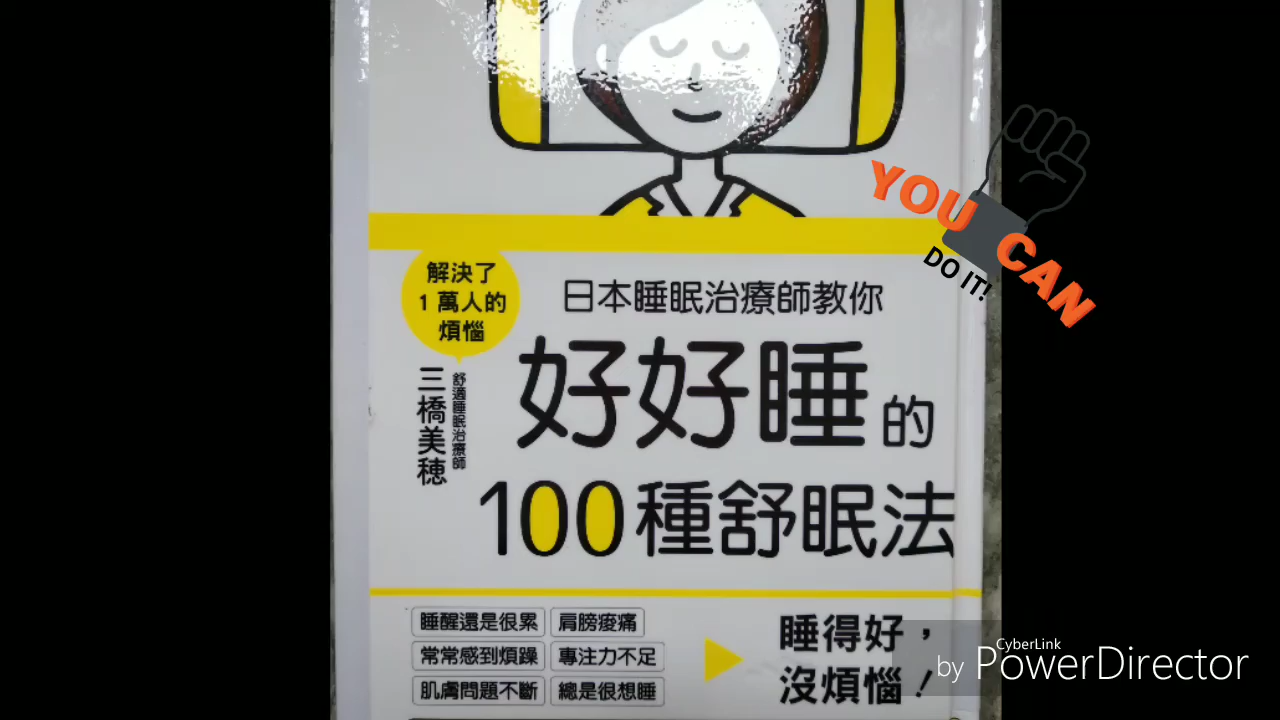 解決了
1萬人的
煩惱
日本睡眠治療師教你
好好睡的
100種舒眠法
舒適睡眠治療師
三橋美穂
睡醒還是很累
肩膀痠痛
常常感到煩躁
專注力不足
肌膚問題不斷
總是很想睡
睡得好，
沒煩惱！
YOU CAN
DO IT!
CyberLink
by PowerDirector